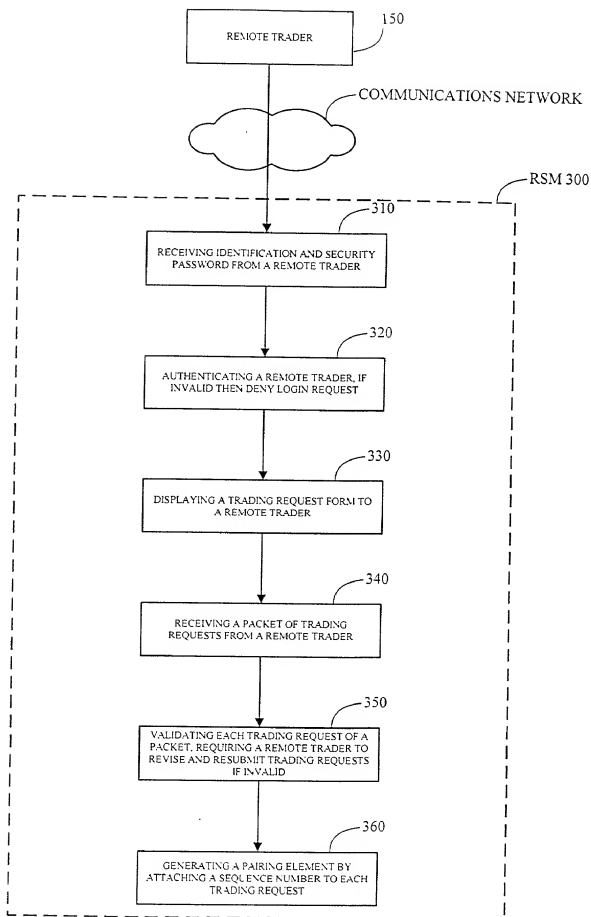 150
REMOTE TRADER
COMMUNICATIONS NETWORK
RSM 300
310
RECEIVING IDENTIFICATION AND SECURITY
PASSWORD FROM A REMOTE TRADER
320
AUTHENTICATING A REMOTE TRADER, IF
INVALID THEN DENY LOGIN REQUEST
330
DISPLAYING A TRADING REQUEST FORM TO
A REMOTE TRADER
340
RECEIVING A PACKET OF TRADING
REQUESTS FROM A REMOTE TRADER
350
VALIDATING EACH TRADING REQUEST OF A
PACKET, REQUIRING A REMOTE TRADER TO
REVISE AND RESUBMIT TRADING REQUESTS
IF INVALID
360
GENERATING A PAIRING ELEMENT BY
ATTACHING A SEQUENCE NUMBER TO EACH
TRADING REQUEST